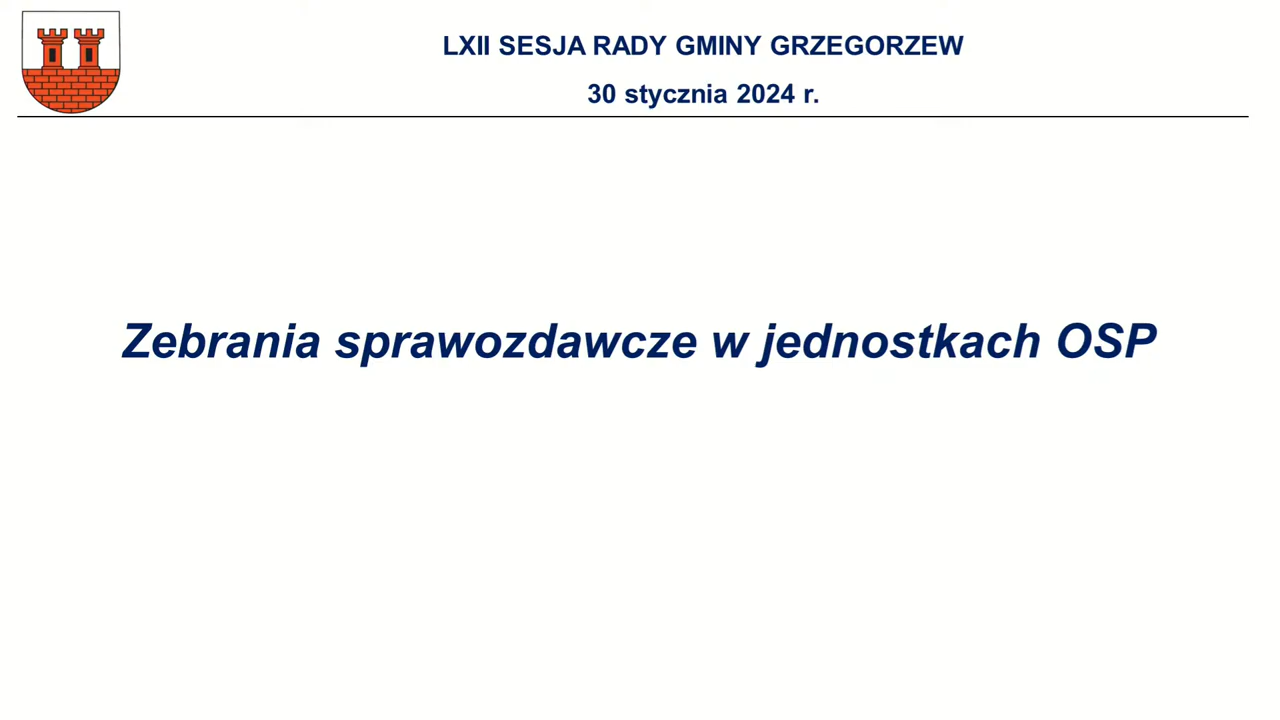 LXII SESJA RADY GMINY GRZEGORZEW
30 stycznia 2024 r.
Zebrania sprawozdawcze w jednostkach OSP